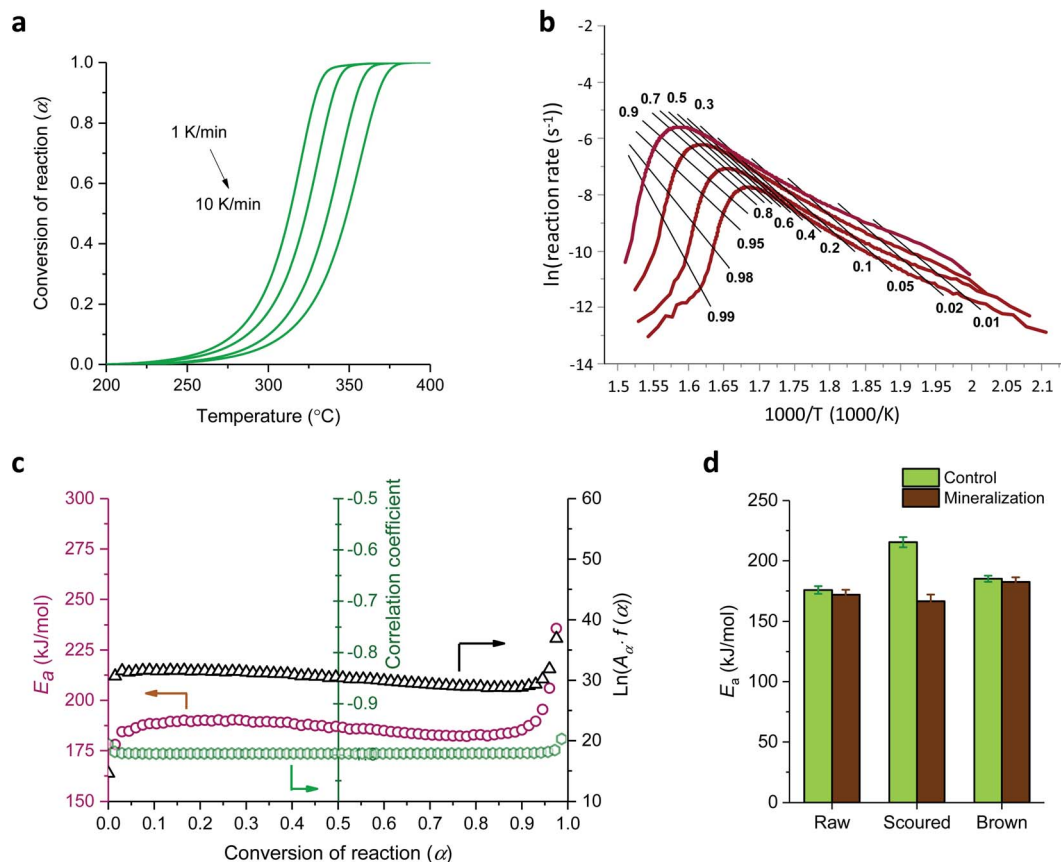 a
1.0
0.8
0.6
0.4
0.2
0.0
Conversion of reaction (α)
1 K/min
10 K/min
200 250 300 350 400
Temperature (°C)
b
-2
-4
-6
-8
-10
-12
-14
ln(reaction rate (s⁻¹))
0.9
0.7
0.5
0.3
0.8
0.6
0.4
0.2
0.1
0.05
0.02
0.01
0.95
0.98
0.99
1.5 1.55 1.6 1.65 1.7 1.75 1.8 1.85 1.9 1.95 2 2.05 2.1
1000/T (1000/K)
c
300
275
250
225
200
175
150
Eₐ (kJ/mol)
-0.5
-0.6
-0.7
-0.8
-0.9
Correlation coefficient
60
50
40
30
20
10
Ln(Aα· f (α))
0.0 0.1 0.2 0.3 0.4 0.5 0.6 0.7 0.8 0.9 1.0
Conversion of reaction (α)
d
Control
Mineralization
250
200
150
100
50
0
Eₐ (kJ/mol)
Raw Scoured Brown